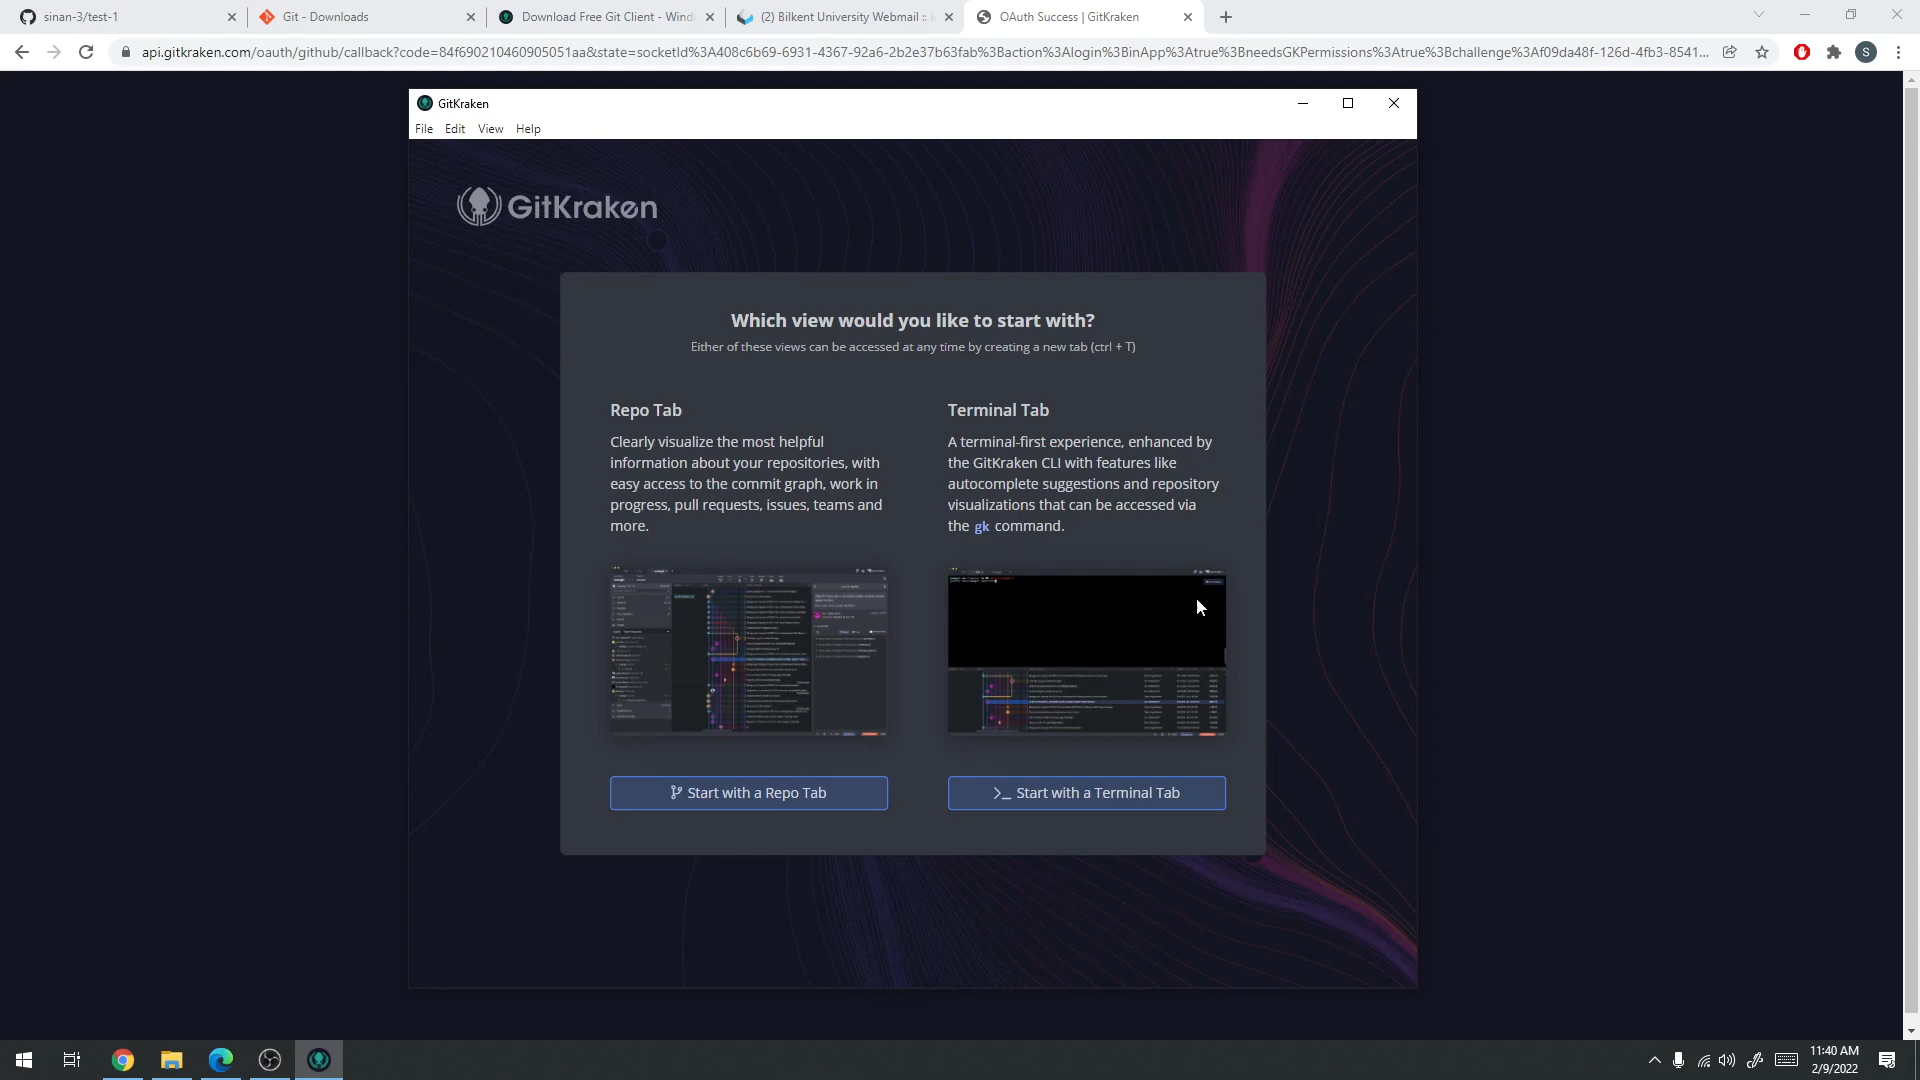 sinan-3/test-1
Git - Downloads
Download Free Git Client - Wind
(2) Bilkent University Webmail ::
OAuth Success | GitKraken
api.gitkraken.com/oauth/github/callback?code=84f690210460905051aa&state=socketId%3A408c6b69-6931-4367-92a6-2b2e37b63fab%3Baction%3Alogin%3BinApp%3Atrue%3BneedsGKPermissions%3Atrue%3Bchallenge%3Af09da48f-126d-4fb3-8541...
S
GitKraken
File Edit View Help
GitKraken
Which view would you like to start with?
Either of these views can be accessed at any time by creating a new tab (ctrl + T)
Repo Tab
Clearly visualize the most helpful
information about your repositories, with
easy access to the commit graph, work in
progress, pull requests, issues, teams and
more.
Start with a Repo Tab
Terminal Tab
A terminal-first experience, enhanced by
the GitKraken CLI with features like
autocomplete suggestions and repository
visualizations that can be accessed via
the gk command.
>_ Start with a Terminal Tab
11:40 AM
2/9/2022